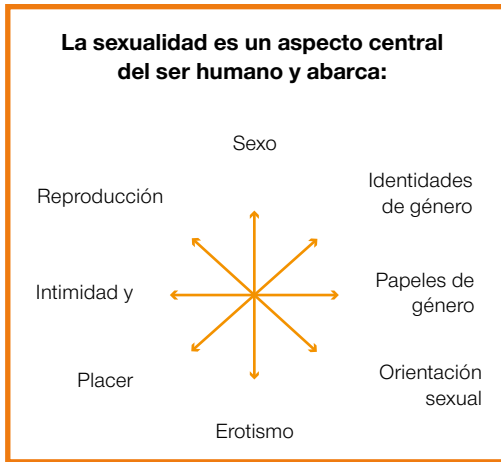 La sexualidad es un aspecto central
del ser humano y abarca:
Sexo
Identidades
de género
Reproducción
Papeles de
género
Intimidad y
Orientación
sexual
Placer
Erotismo